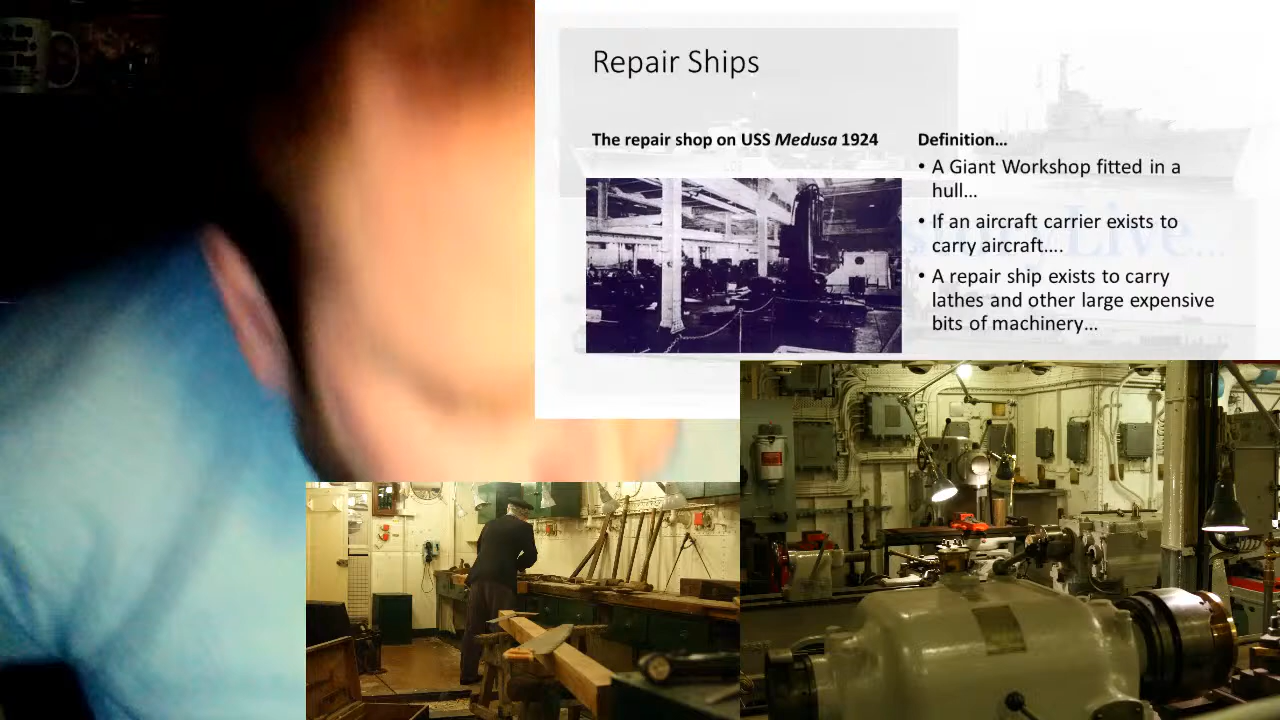 Repair Ships
The repair shop on USS Medusa 1924
Definition…
• A Giant Workshop fitted in a
hull…
• If an aircraft carrier exists to
carry aircraft….
• A repair ship exists to carry
lathes and other large expensive
bits of machinery…
Live...